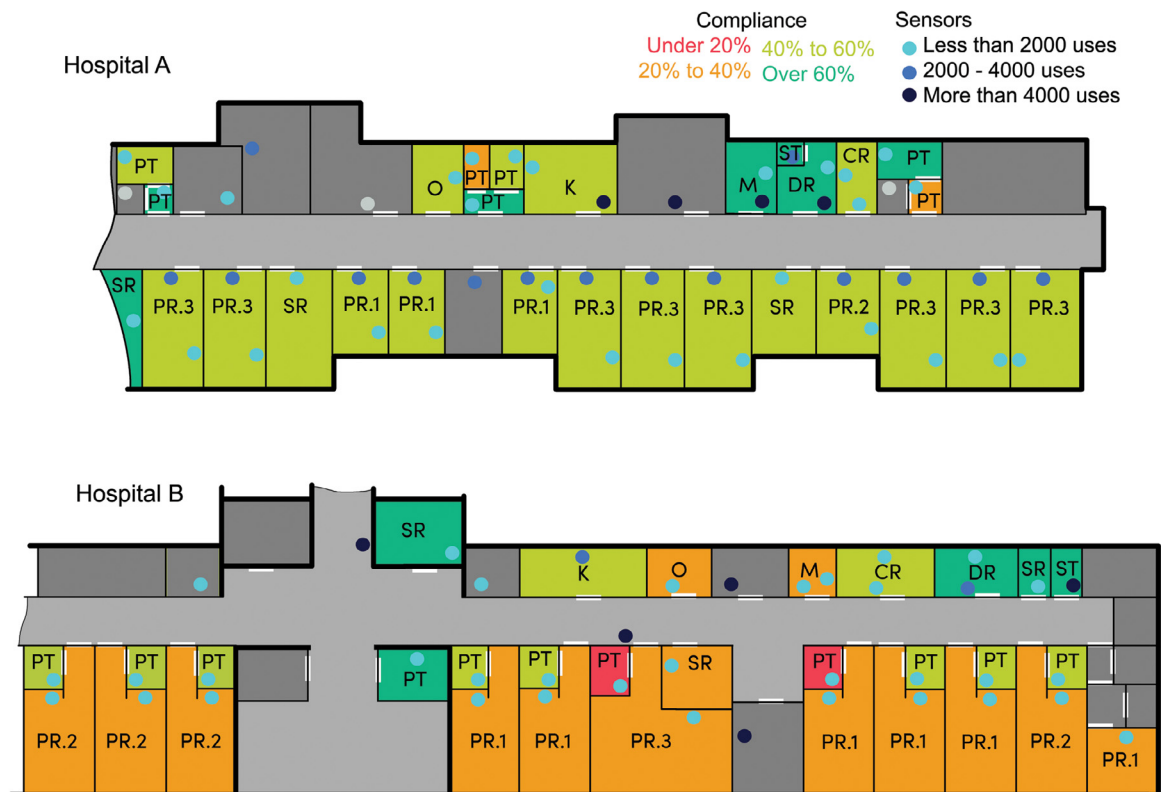 Compliance
Under 20% 40% to 60%
20% to 40% Over 60%
Sensors
Less than 2000 uses
2000 - 4000 uses
More than 4000 uses
Hospital A
PT PT O PT PT PT K M ST DR CR PT PT
SR PR.3 PR.3 SR PR.1 PR.1 PR.1 PR.3 PR.3 PR.3 SR PR.2 PR.3 PR.3 PR.3
Hospital B
SR
K O M CR DR SR ST
PT PT PT PT PT PT PT SR PT PT PT PT
PR.2 PR.2 PR.2 PR.1 PR.1 PR.3 PR.1 PR.1 PR.1 PR.2 PR.1